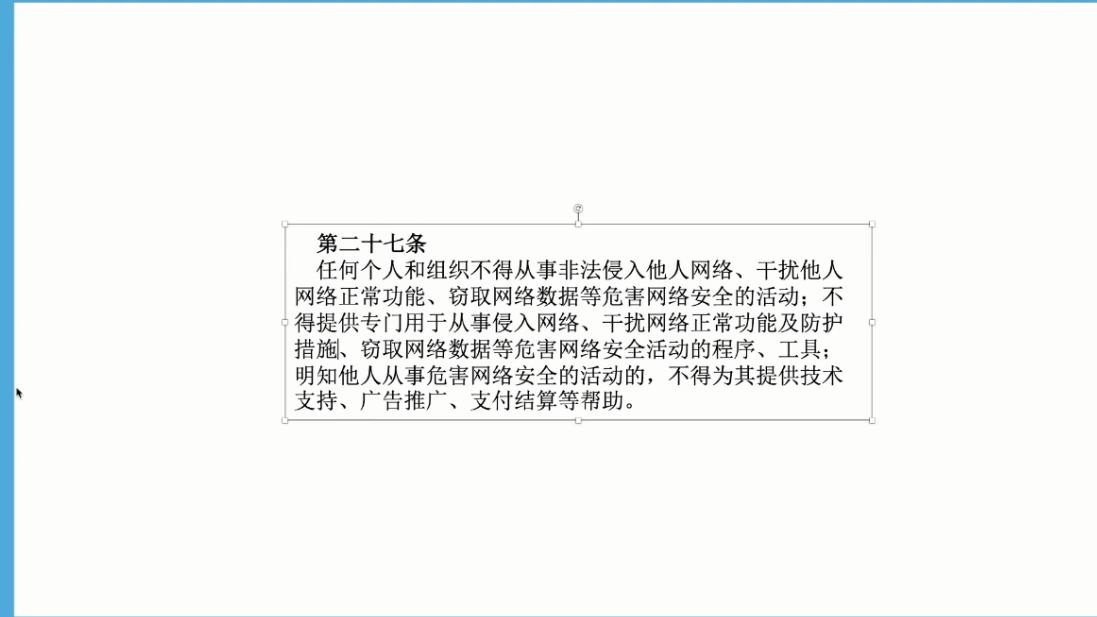 第二十七条
任何个人和组织不得从事非法侵入他人网络、干扰他人
网络正常功能、窃取网络数据等危害网络安全的活动；不
得提供专门用于从事侵入网络、干扰网络正常功能及防护
措施、窃取网络数据等危害网络安全活动的程序、工具；
明知他人从事危害网络安全的活动的，不得为其提供技术
支持、广告推广、支付结算等帮助。